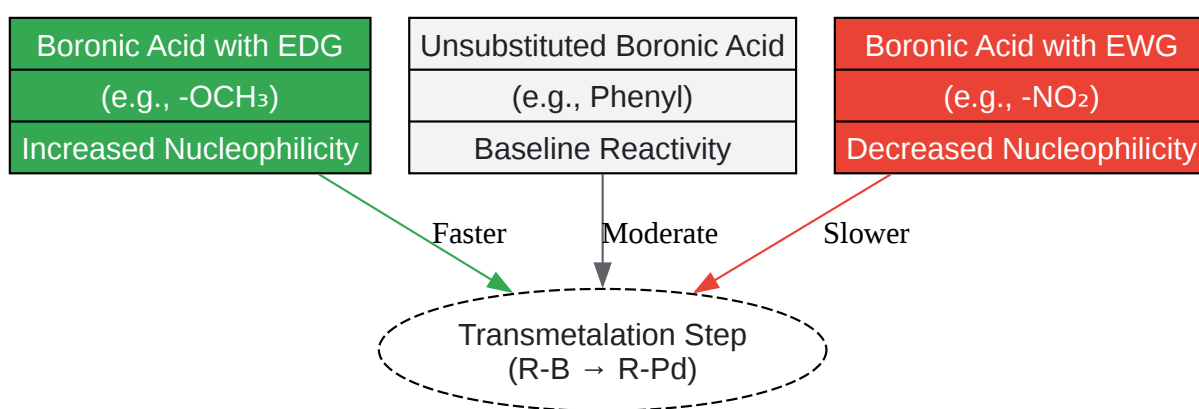 Boronic Acid with EDG
(e.g., -OCH₃)
Increased Nucleophilicity
Unsubstituted Boronic Acid
(e.g., Phenyl)
Baseline Reactivity
Boronic Acid with EWG
(e.g., -NO₂)
Decreased Nucleophilicity
Faster
Moderate
Slower
Transmetalation Step
(R-B → R-Pd)